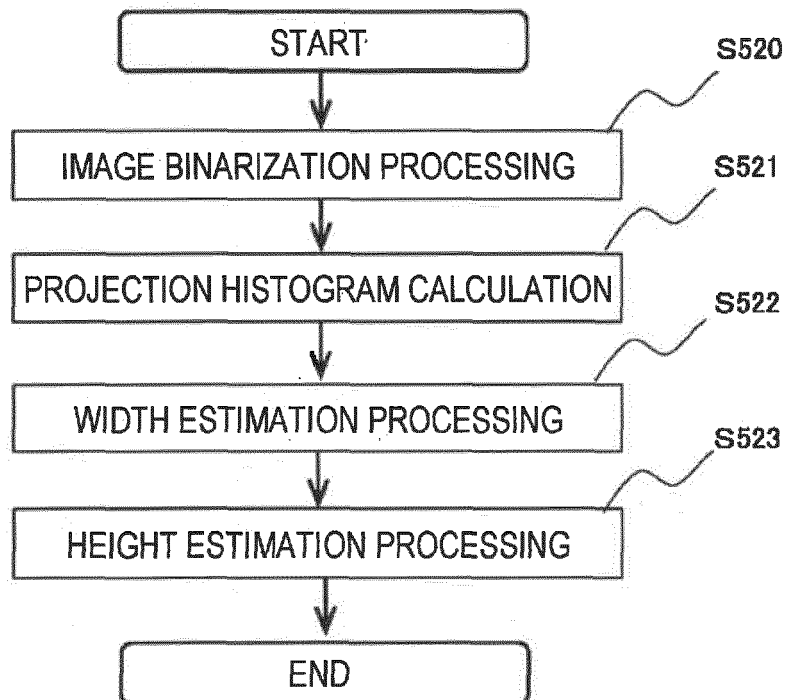 START
S520
IMAGE BINARIZATION PROCESSING
S521
PROJECTION HISTOGRAM CALCULATION
S522
WIDTH ESTIMATION PROCESSING
S523
HEIGHT ESTIMATION PROCESSING
END